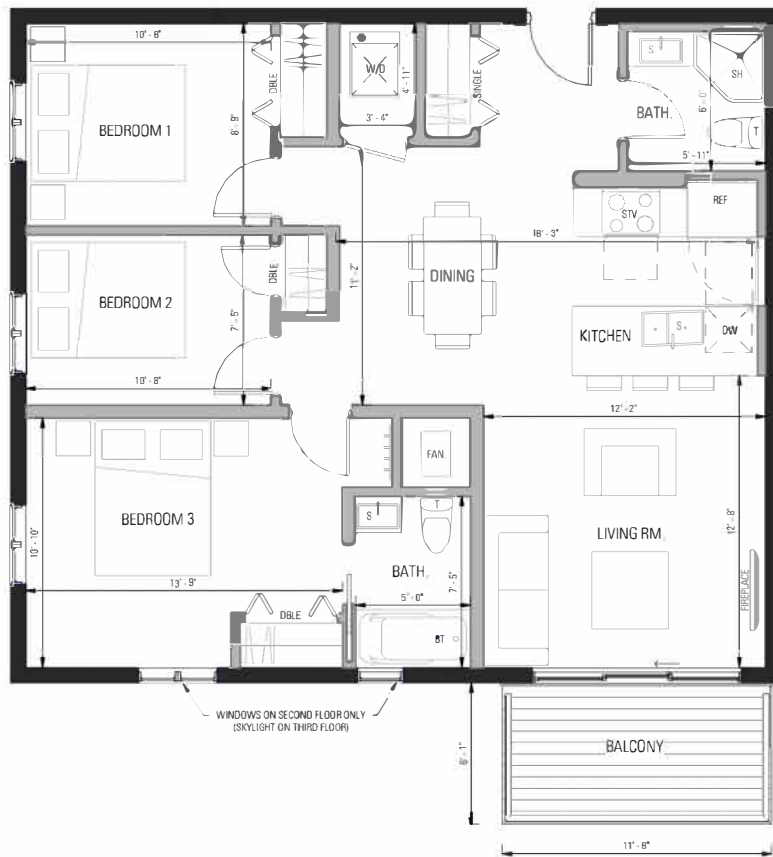 10' - 8"
BEDROOM 1
8' - 9"
DBLE
W/D
4' - 11"
3' - 4"
SINGLE
S
SH
BATH.
6' - 0"
T
5' - 11"
STV
REF
18' - 3"
BEDROOM 2
DBLE
7' - 5"
10' - 8"
11' - 2"
DINING
KITCHEN
S
DW
12' - 2"
BEDROOM 3
10' - 10"
13' - 9"
DBLE
FAN.
S
T
BATH.
5' - 0"
7' - 5"
BT
LIVING RM.
12' - 8"
FIREPLACE
WINDOWS ON SECOND FLOOR ONLY
(SKYLIGHT ON THIRD FLOOR)
BALCONY
6' - 1"
11' - 8"